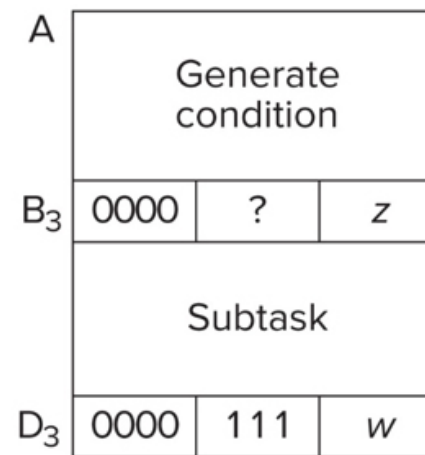 A
Generate
condition
B₃ 0000 ? z
Subtask
D₃ 0000 111 w